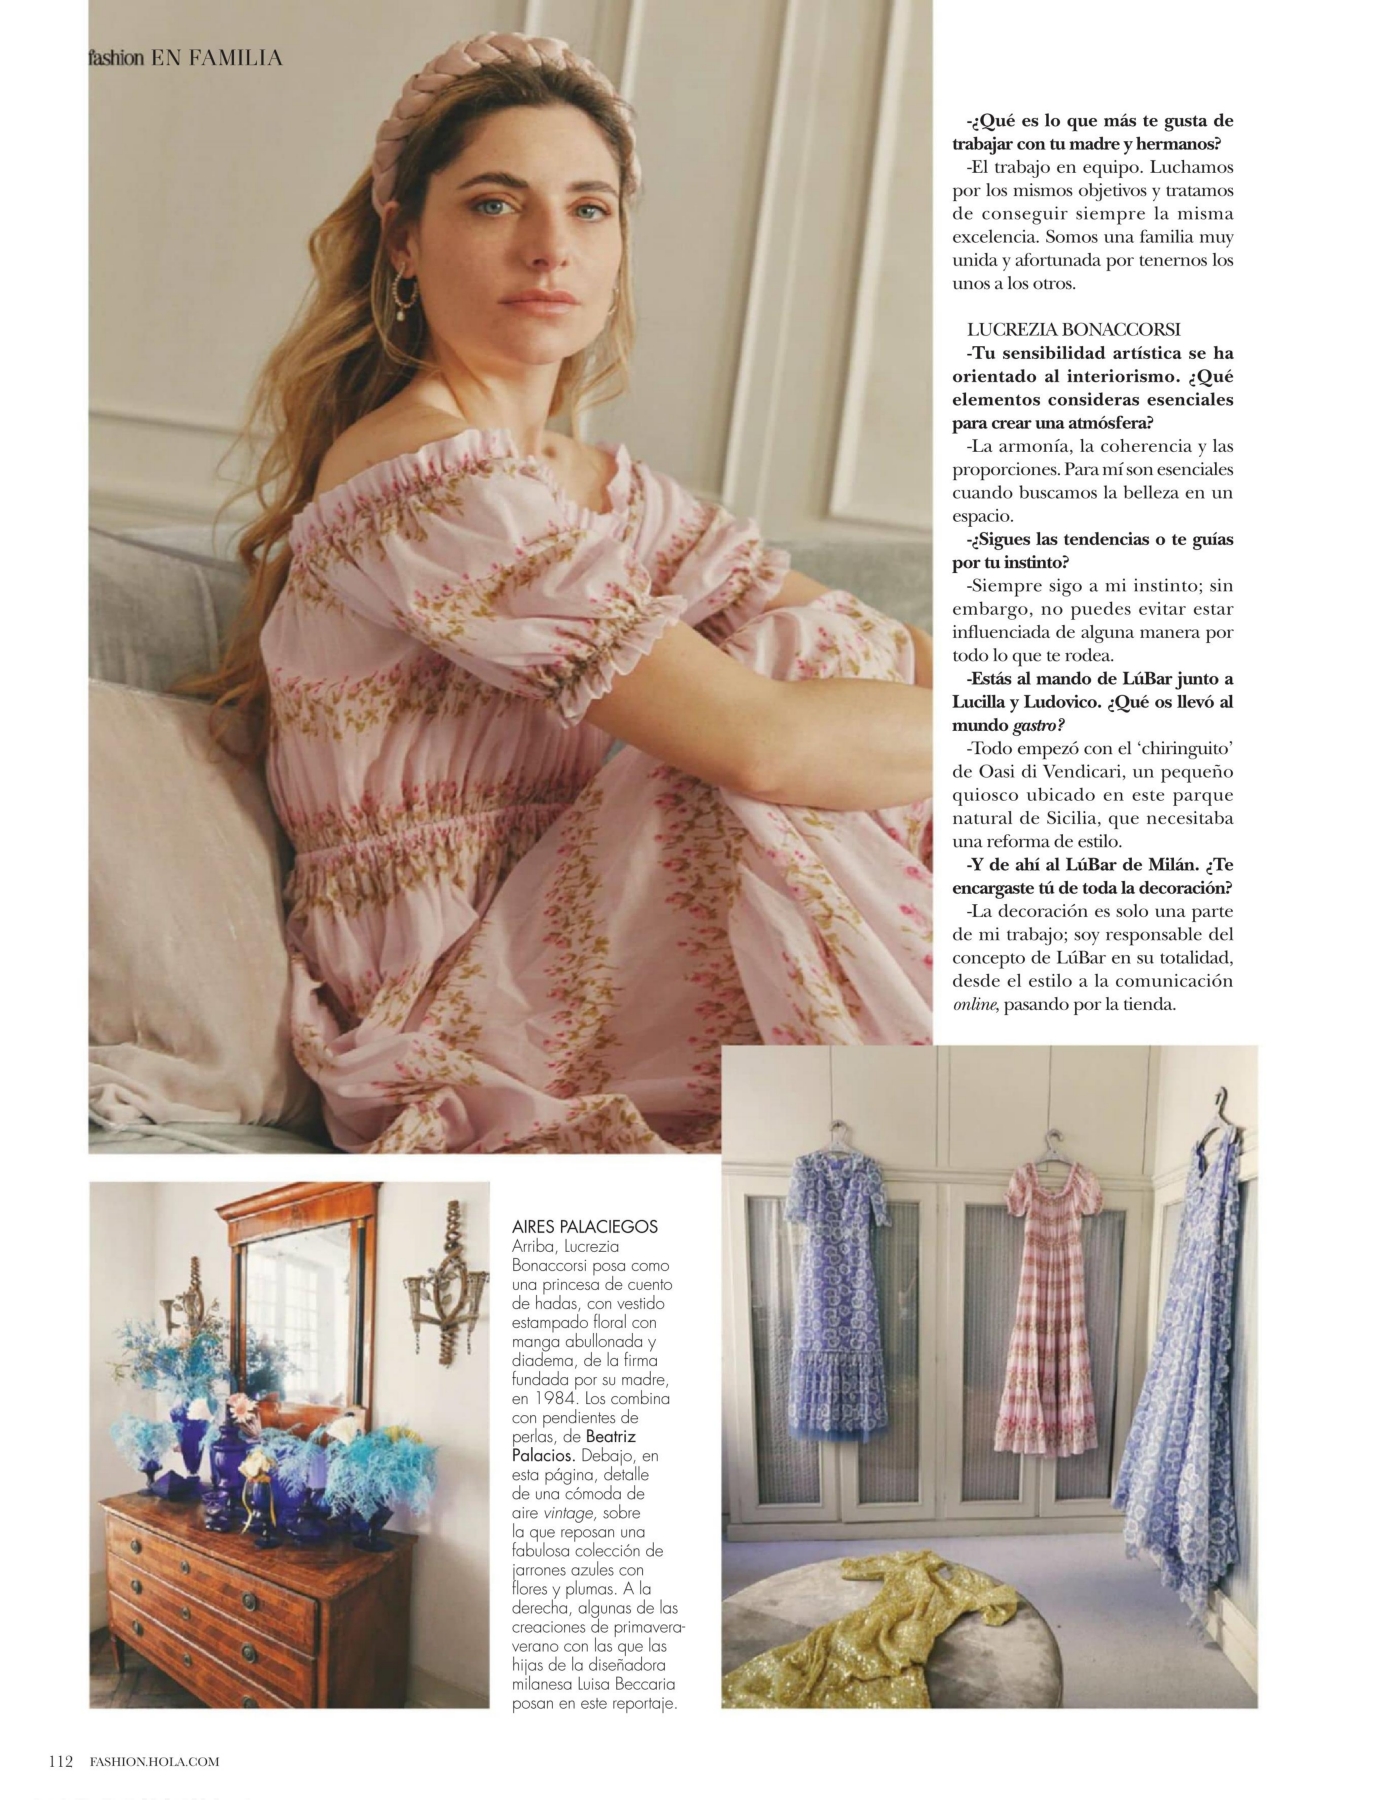 fashion EN FAMILIA
-¿Qué es lo que más te gusta de
trabajar con tu madre y hermanos?
-El trabajo en equipo. Luchamos
por los mismos objetivos y tratamos
de conseguir siempre la misma
excelencia. Somos una familia muy
unida y afortunada por tenernos los
unos a los otros.
LUCREZIA BONACCORSI
-Tu sensibilidad artística se ha
orientado al interiorismo. ¿Qué
elementos consideras esenciales
para crear una atmósfera?
-La armonía, la coherencia y las
proporciones. Para mí son esenciales
cuando buscamos la belleza en un
espacio.
-¿Sigues las tendencias o te guías
por tu instinto?
-Siempre sigo a mi instinto; sin
embargo, no puedes evitar estar
influenciada de alguna manera por
todo lo que te rodea.
-Estás al mando de LúBar junto a
Lucilla y Ludovico. ¿Qué os llevó al
mundo gastro?
-Todo empezó con el ‘chiringuito’
de Oasi di Vendicari, un pequeño
quiosco ubicado en este parque
natural de Sicilia, que necesitaba
una reforma de estilo.
-Y de ahí al LúBar de Milán. ¿Te
encargaste tú de toda la decoración?
-La decoración es solo una parte
de mi trabajo; soy responsable del
concepto de LúBar en su totalidad,
desde el estilo a la comunicación
online, pasando por la tienda.
AIRES PALACIEGOS
Arriba, Lucrezia
Bonaccorsi posa como
una princesa de cuento
de hadas, con vestido
estampado floral con
manga abullonada y
diadema, de la firma
fundada por su madre,
en 1984. Los combina
con pendientes de
perlas, de Beatriz
Palacios. Debajo, en
esta página, detalle
de una cómoda de
aire vintage, sobre
la que reposan una
fabulosa colección de
jarrones azules con
flores y plumas. A la
derecha, algunas de las
creaciones de primavera-
verano con las que las
hijas de la diseñadora
milanesa Luisa Beccaria
posan en este reportaje.
112 FASHION.HOLA.COM